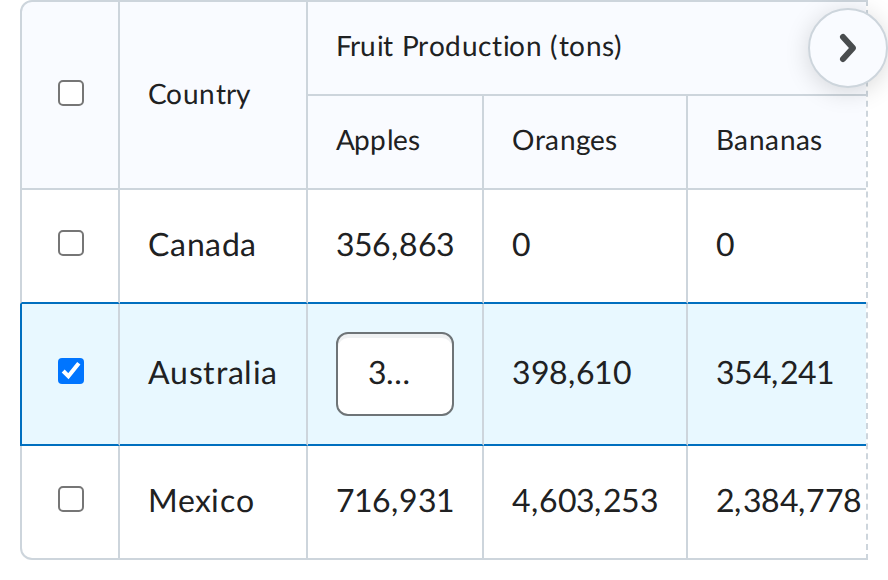 Country
Fruit Production (tons)
Apples
Oranges
Bananas
Canada
356,863
0
0
Australia
3...
398,610
354,241
Mexico
716,931
4,603,253
2,384,778